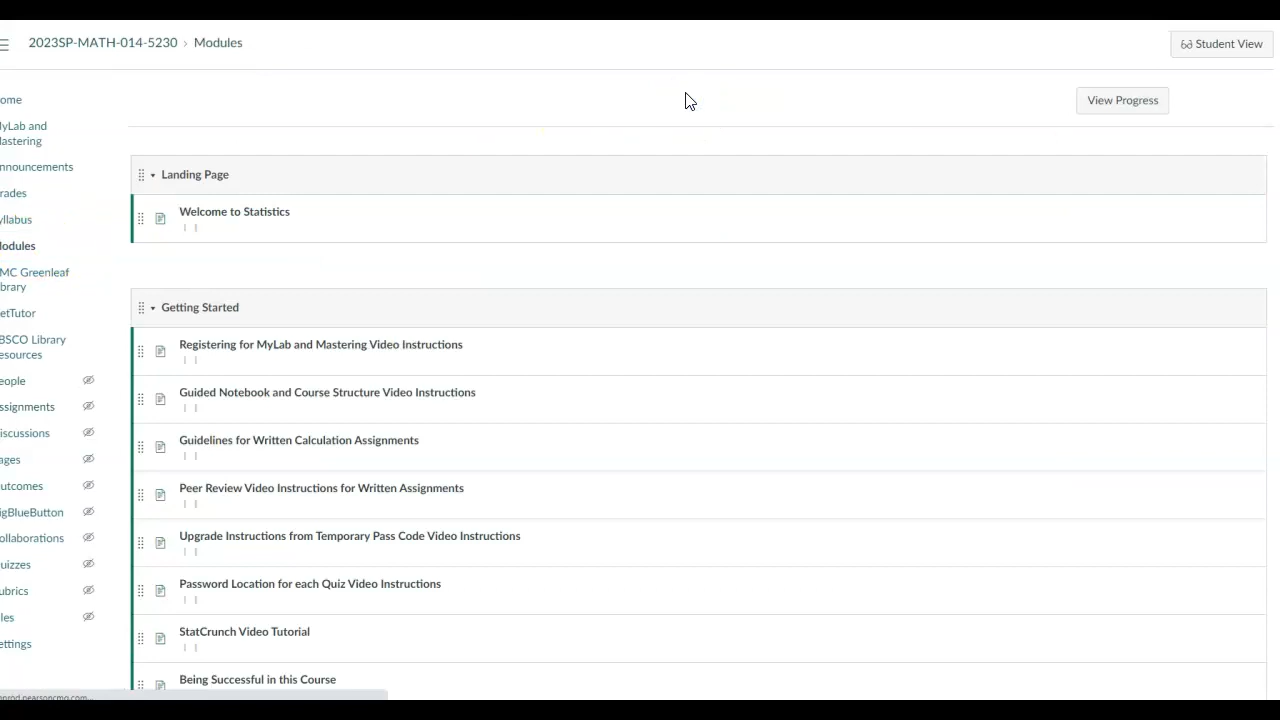 2023SP-MATH-014-5230 › Modules
Student View
ome
yLab and
astering
nnouncements
rades
yllabus
odules
MC Greenleaf
brary
etTutor
BSCO Library
esources
eople
ssignments
iscussions
ages
utcomes
igBlueButton
ollaborations
uizzes
ubrics
les
ettings
View Progress
Landing Page
Welcome to Statistics
Getting Started
Registering for MyLab and Mastering Video Instructions
Guided Notebook and Course Structure Video Instructions
Guidelines for Written Calculation Assignments
Peer Review Video Instructions for Written Assignments
Upgrade Instructions from Temporary Pass Code Video Instructions
Password Location for each Quiz Video Instructions
StatCrunch Video Tutorial
Being Successful in this Course